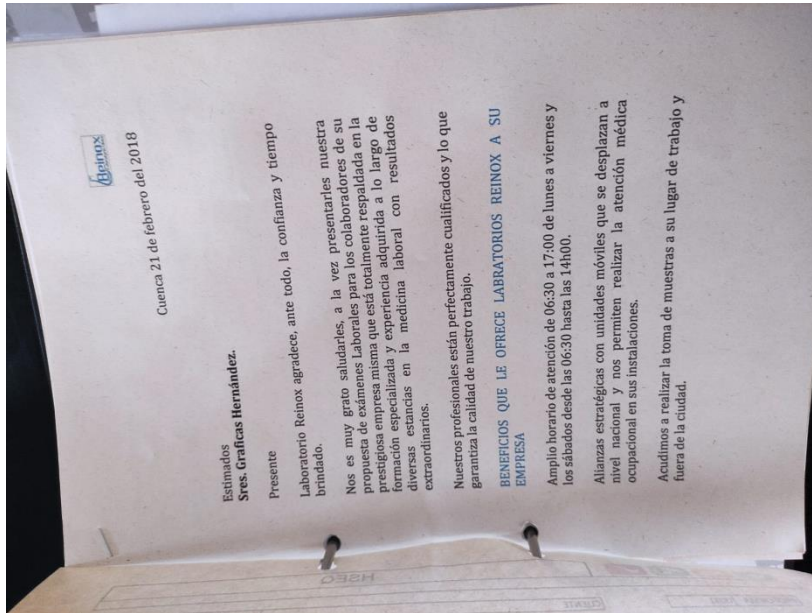 Reinox
Cuenca 21 de febrero del 2018
Estimados
Sres. Graficas Hernández.
Presente
Laboratorio Reinox agradece, ante todo, la confianza y tiempo
brindado.
Nos es muy grato saludarles, a la vez presentarles nuestra
propuesta de exámenes Laborales para los colaboradores de su
prestigiosa empresa misma que está totalmente respaldada en la
formación especializada y experiencia adquirida a lo largo de
diversas estancias en la medicina laboral con resultados
extraordinarios.
Nuestros profesionales están perfectamente cualificados y lo que
garantiza la calidad de nuestro trabajo.
BENEFICIOS QUE LE OFRECE LABRATORIOS REINOX A SU
EMPRESA
Amplio horario de atención de 06:30 a 17:00 de lunes a viernes y
los sábados desde las 06:30 hasta las 14h00.
Alianzas estratégicas con unidades móviles que se desplazan a
nivel nacional y nos permiten realizar la atención médica
ocupacional en sus instalaciones.
Acudimos a realizar la toma de muestras a su lugar de trabajo y
fuera de la ciudad.
HSEQ